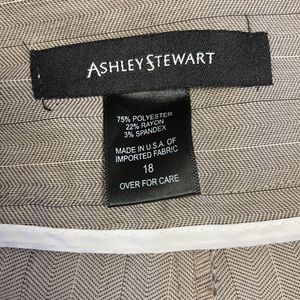 ASHLEY STEWART
75% POLYESTER
22% RAYON
3% SPANDEX
MADE IN U.S.A. OF
IMPORTED FABRIC
18
OVER FOR CARE